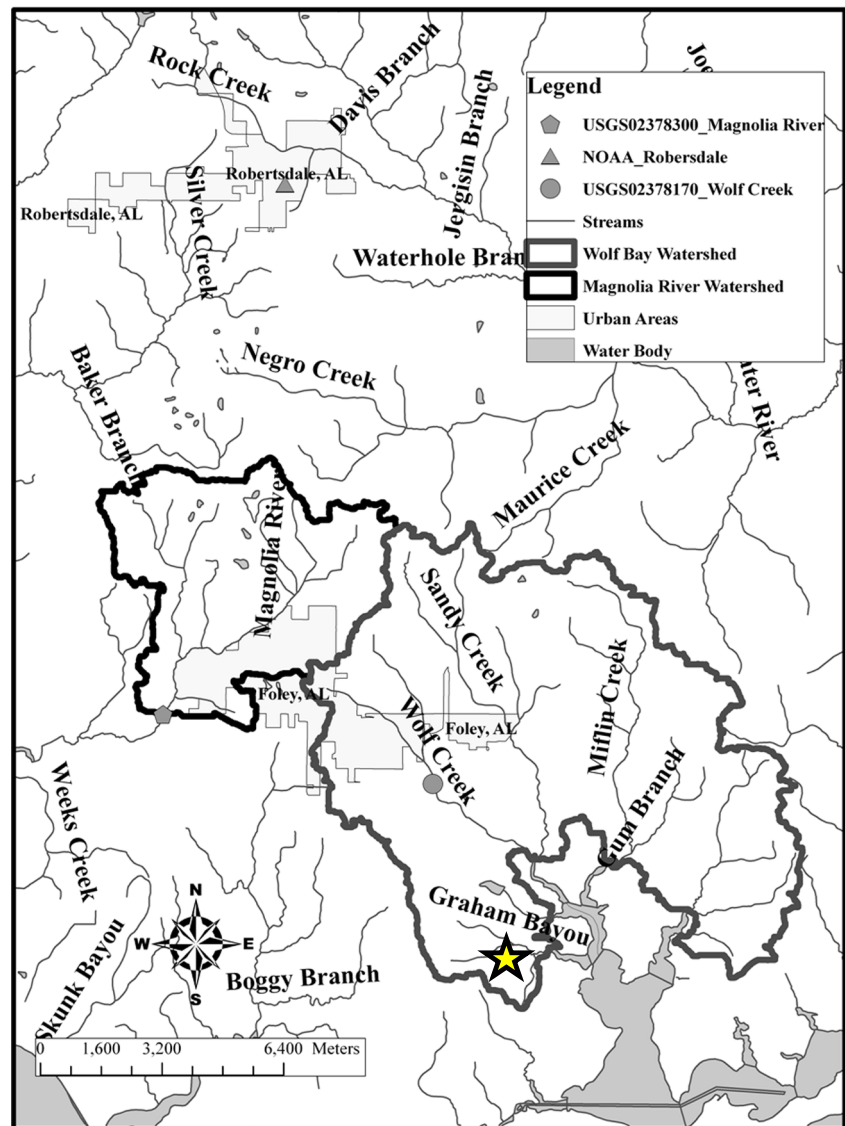 Rock Creek
Davis Branch
Joe
Jergisin Branch
Legend
USGS02378300_Magnolia River
NOAA_Robersdale
USGS02378170_Wolf Creek
Streams
Wolf Bay Watershed
Magnolia River Watershed
Urban Areas
Water Body
Robertsdale, AL
Robertsdale, AL
Silver Creek
Waterhole Bran
Negro Creek
Baker Branch
ater River
Maurice Creek
Magnolia River
Sandy Creek
Miflin Creek
Foley, AL
Foley, AL
Wolf Creek
Gum Branch
Weeks Creek
Graham Bayou
N
W
E
S
Skunk Bayou
Boggy Branch
0 1,600 3,200 6,400 Meters